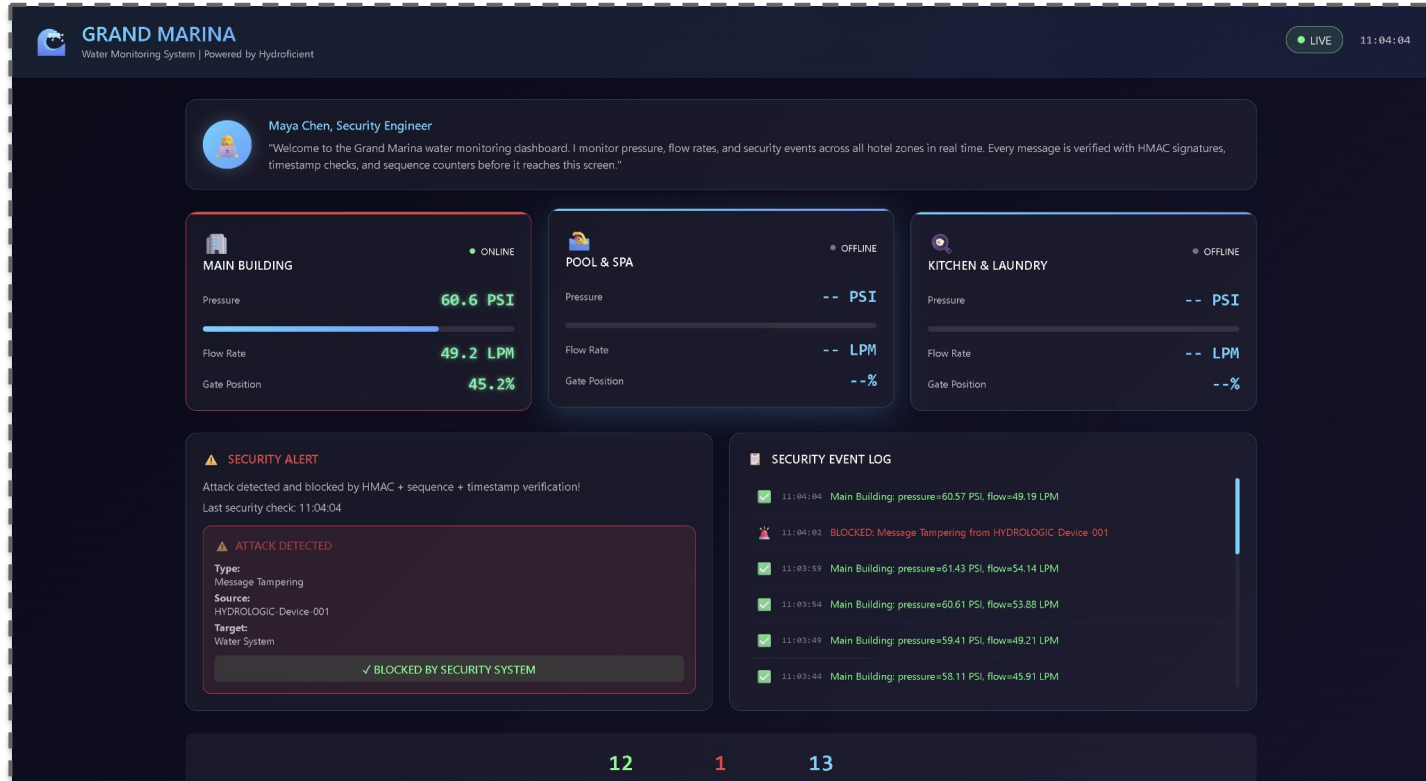 GRAND MARINA
Water Monitoring System | Powered by Hydroficient
LIVE
11:04:04
Maya Chen, Security Engineer
"Welcome to the Grand Marina water monitoring dashboard. I monitor pressure, flow rates, and security events across all hotel zones in real time. Every message is verified with HMAC signatures,
timestamp checks, and sequence counters before it reaches this screen."
MAIN BUILDING
ONLINE
Pressure
60.6 PSI
Flow Rate
49.2 LPM
Gate Position
45.2%
POOL & SPA
OFFLINE
Pressure
-- PSI
Flow Rate
-- LPM
Gate Position
--%
KITCHEN & LAUNDRY
OFFLINE
Pressure
-- PSI
Flow Rate
-- LPM
Gate Position
--%
SECURITY ALERT
Attack detected and blocked by HMAC + sequence + timestamp verification!
Last security check: 11:04:04
ATTACK DETECTED
Type:
Message Tampering
Source:
HYDROLOGIC-Device-001
Target:
Water System
✓ BLOCKED BY SECURITY SYSTEM
SECURITY EVENT LOG
11:04:04 Main Building: pressure=60.57 PSI, flow=49.19 LPM
11:04:02 BLOCKED: Message Tampering from HYDROLOGIC-Device-001
11:03:59 Main Building: pressure=61.43 PSI, flow=54.14 LPM
11:03:54 Main Building: pressure=60.61 PSI, flow=53.88 LPM
11:03:49 Main Building: pressure=59.41 PSI, flow=49.21 LPM
11:03:44 Main Building: pressure=58.11 PSI, flow=45.91 LPM
12 1 13